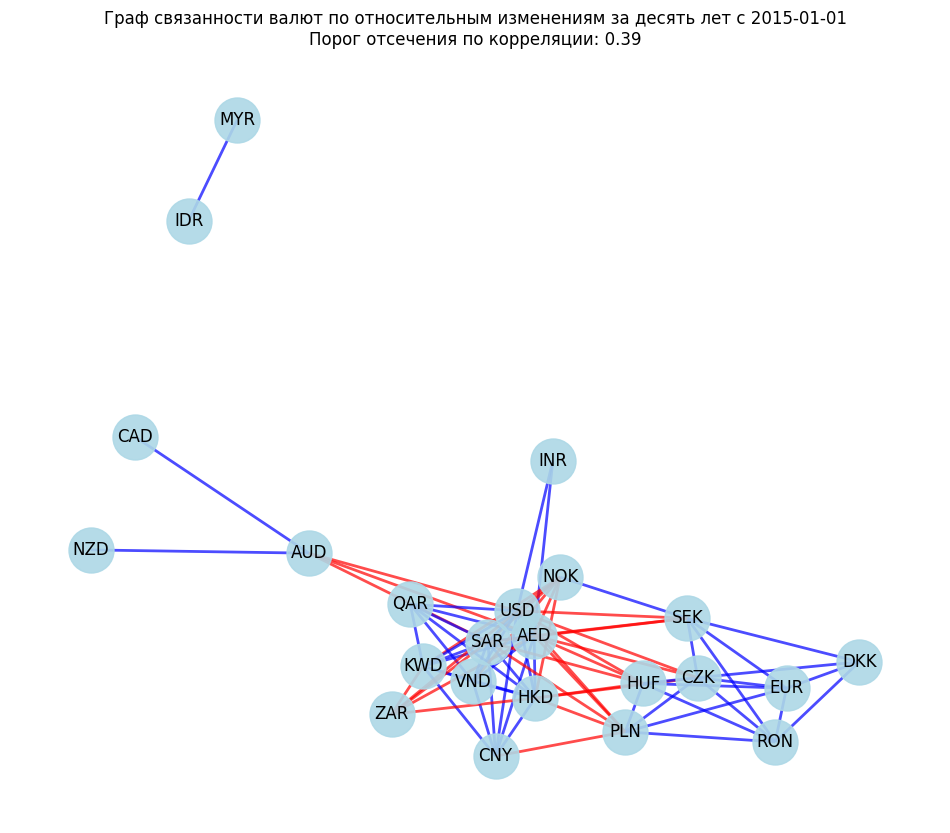 Граф связанности валют по относительным изменениям за десять лет с 2015-01-01
Порог отсечения по корреляции: 0.39
MYR
IDR
CAD
INR
NZD
AUD
NOK
QAR
USD
SEK
AED
SAR
DKK
KWD
CZK
VND
HUF
EUR
HKD
ZAR
PLN
RON
CNY